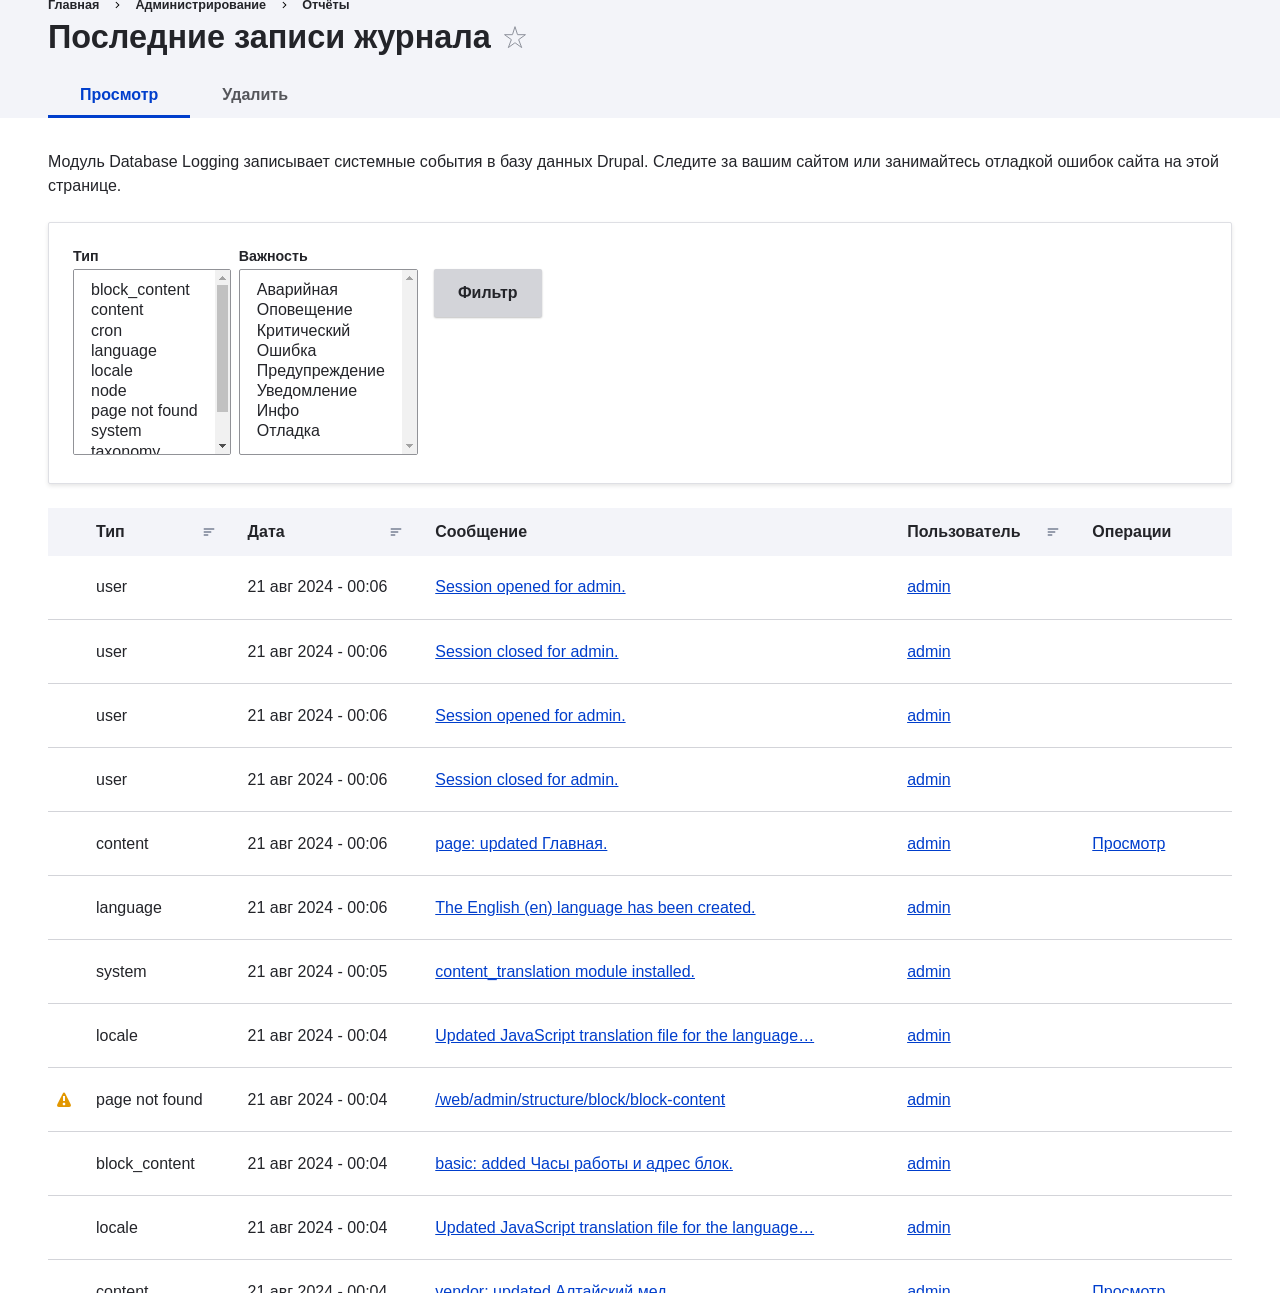 Главная › Администрирование › Отчёты
Последние записи журнала
Просмотр Удалить
Модуль Database Logging записывает системные события в базу данных Drupal. Следите за вашим сайтом или занимайтесь отладкой ошибок сайта на этой
странице.
Тип Важность
block_content
content
cron
language
locale
node
page not found
system
taxonomy
Аварийная
Оповещение
Критический
Ошибка
Предупреждение
Уведомление
Инфо
Отладка
Фильтр
Тип Дата Сообщение Пользователь Операции
user 21 авг 2024 - 00:06 Session opened for admin. admin
user 21 авг 2024 - 00:06 Session closed for admin. admin
user 21 авг 2024 - 00:06 Session opened for admin. admin
user 21 авг 2024 - 00:06 Session closed for admin. admin
content 21 авг 2024 - 00:06 page: updated Главная. admin Просмотр
language 21 авг 2024 - 00:06 The English (en) language has been created. admin
system 21 авг 2024 - 00:05 content_translation module installed. admin
locale 21 авг 2024 - 00:04 Updated JavaScript translation file for the language… admin
page not found 21 авг 2024 - 00:04 /web/admin/structure/block/block-content admin
block_content 21 авг 2024 - 00:04 basic: added Часы работы и адрес блок. admin
locale 21 авг 2024 - 00:04 Updated JavaScript translation file for the language… admin
content 21 авг 2024 - 00:04 vendor: updated Алтайский мед. admin Просмотр